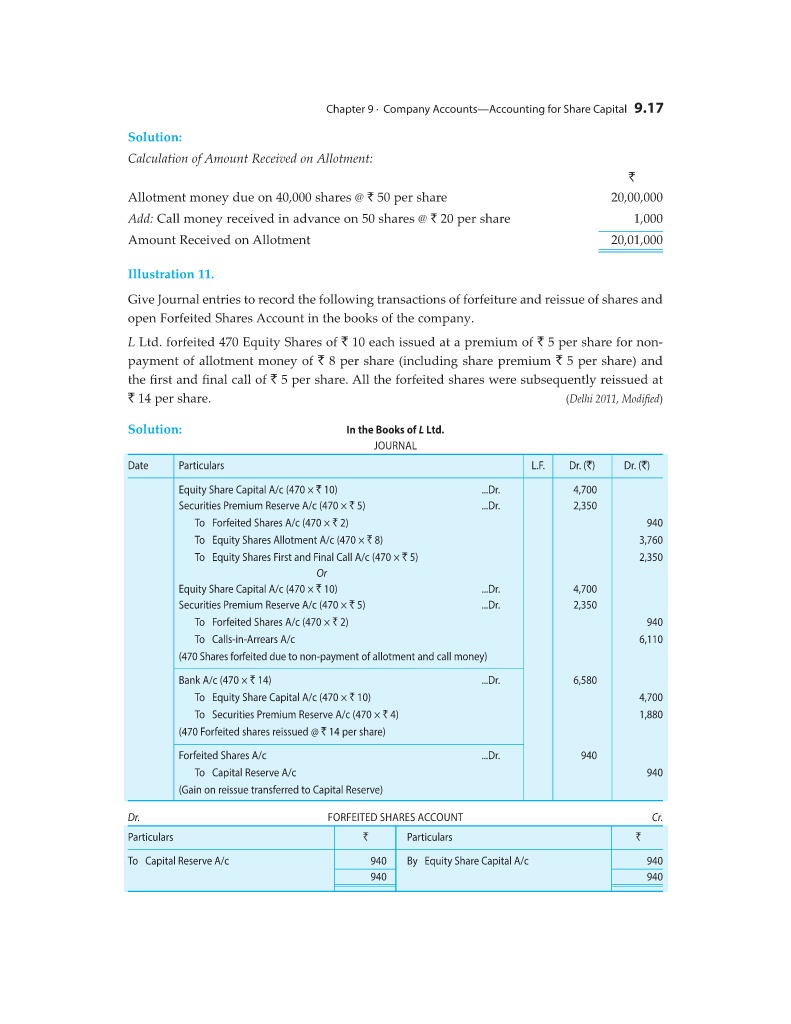 Chapter 9 · Company Accounts—Accounting for Share Capital 9.17
Solution:
Calculation of Amount Received on Allotment:
₹
Allotment money due on 40,000 shares @ ₹ 50 per share 20,00,000
Add: Call money received in advance on 50 shares @ ₹ 20 per share 1,000
Amount Received on Allotment 20,01,000
Illustration 11.
Give Journal entries to record the following transactions of forfeiture and reissue of shares and
open Forfeited Shares Account in the books of the company.
L Ltd. forfeited 470 Equity Shares of ₹ 10 each issued at a premium of ₹ 5 per share for non-
payment of allotment money of ₹ 8 per share (including share premium ₹ 5 per share) and
the first and final call of ₹ 5 per share. All the forfeited shares were subsequently reissued at
₹ 14 per share. (Delhi 2011, Modified)
Solution: In the Books of L Ltd.
JOURNAL
Date Particulars L.F. Dr. (₹) Dr. (₹)
Equity Share Capital A/c (470 × ₹ 10) ...Dr. 4,700
Securities Premium Reserve A/c (470 × ₹ 5) ...Dr. 2,350
To Forfeited Shares A/c (470 × ₹ 2) 940
To Equity Shares Allotment A/c (470 × ₹ 8) 3,760
To Equity Shares First and Final Call A/c (470 × ₹ 5) 2,350
Or
Equity Share Capital A/c (470 × ₹ 10) ...Dr. 4,700
Securities Premium Reserve A/c (470 × ₹ 5) ...Dr. 2,350
To Forfeited Shares A/c (470 × ₹ 2) 940
To Calls-in-Arrears A/c 6,110
(470 Shares forfeited due to non-payment of allotment and call money)
Bank A/c (470 × ₹ 14) ...Dr. 6,580
To Equity Share Capital A/c (470 × ₹ 10) 4,700
To Securities Premium Reserve A/c (470 × ₹ 4) 1,880
(470 Forfeited shares reissued @ ₹ 14 per share)
Forfeited Shares A/c ...Dr. 940
To Capital Reserve A/c 940
(Gain on reissue transferred to Capital Reserve)
Dr. FORFEITED SHARES ACCOUNT Cr.
Particulars ₹ Particulars ₹
To Capital Reserve A/c 940 By Equity Share Capital A/c 940
940 940